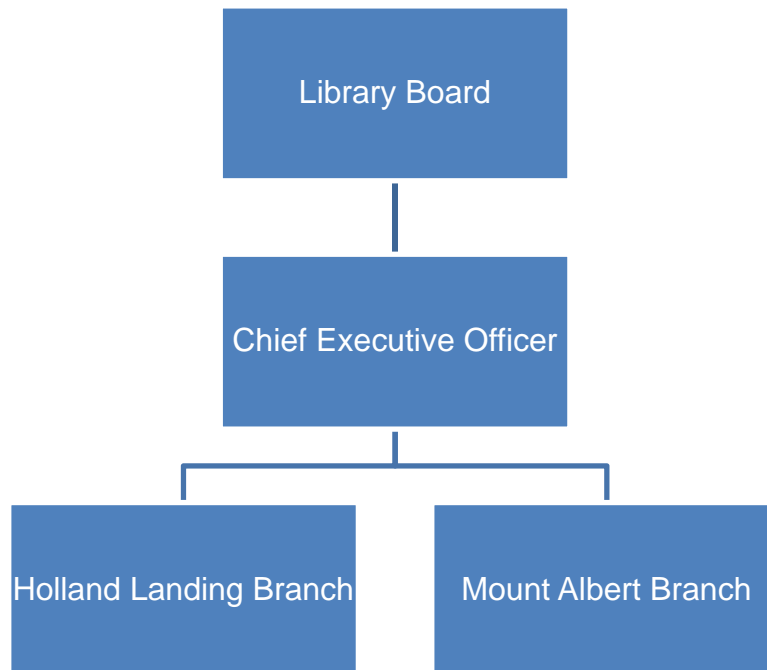 Library Board
Chief Executive Officer
Holland Landing Branch
Mount Albert Branch